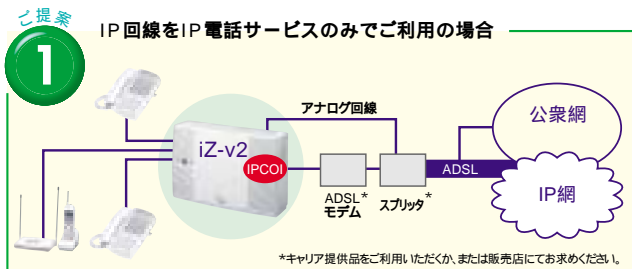 ご提案
1
IP回線をIP電話サービスのみでご利用の場合
アナログ回線
公衆網
iZ-v2
IPCOI
ADSL
IP網
ADSL*
モデム
スプリッタ*
*キャリア提供品をご利用いただくか、または販売店にてお求めください。